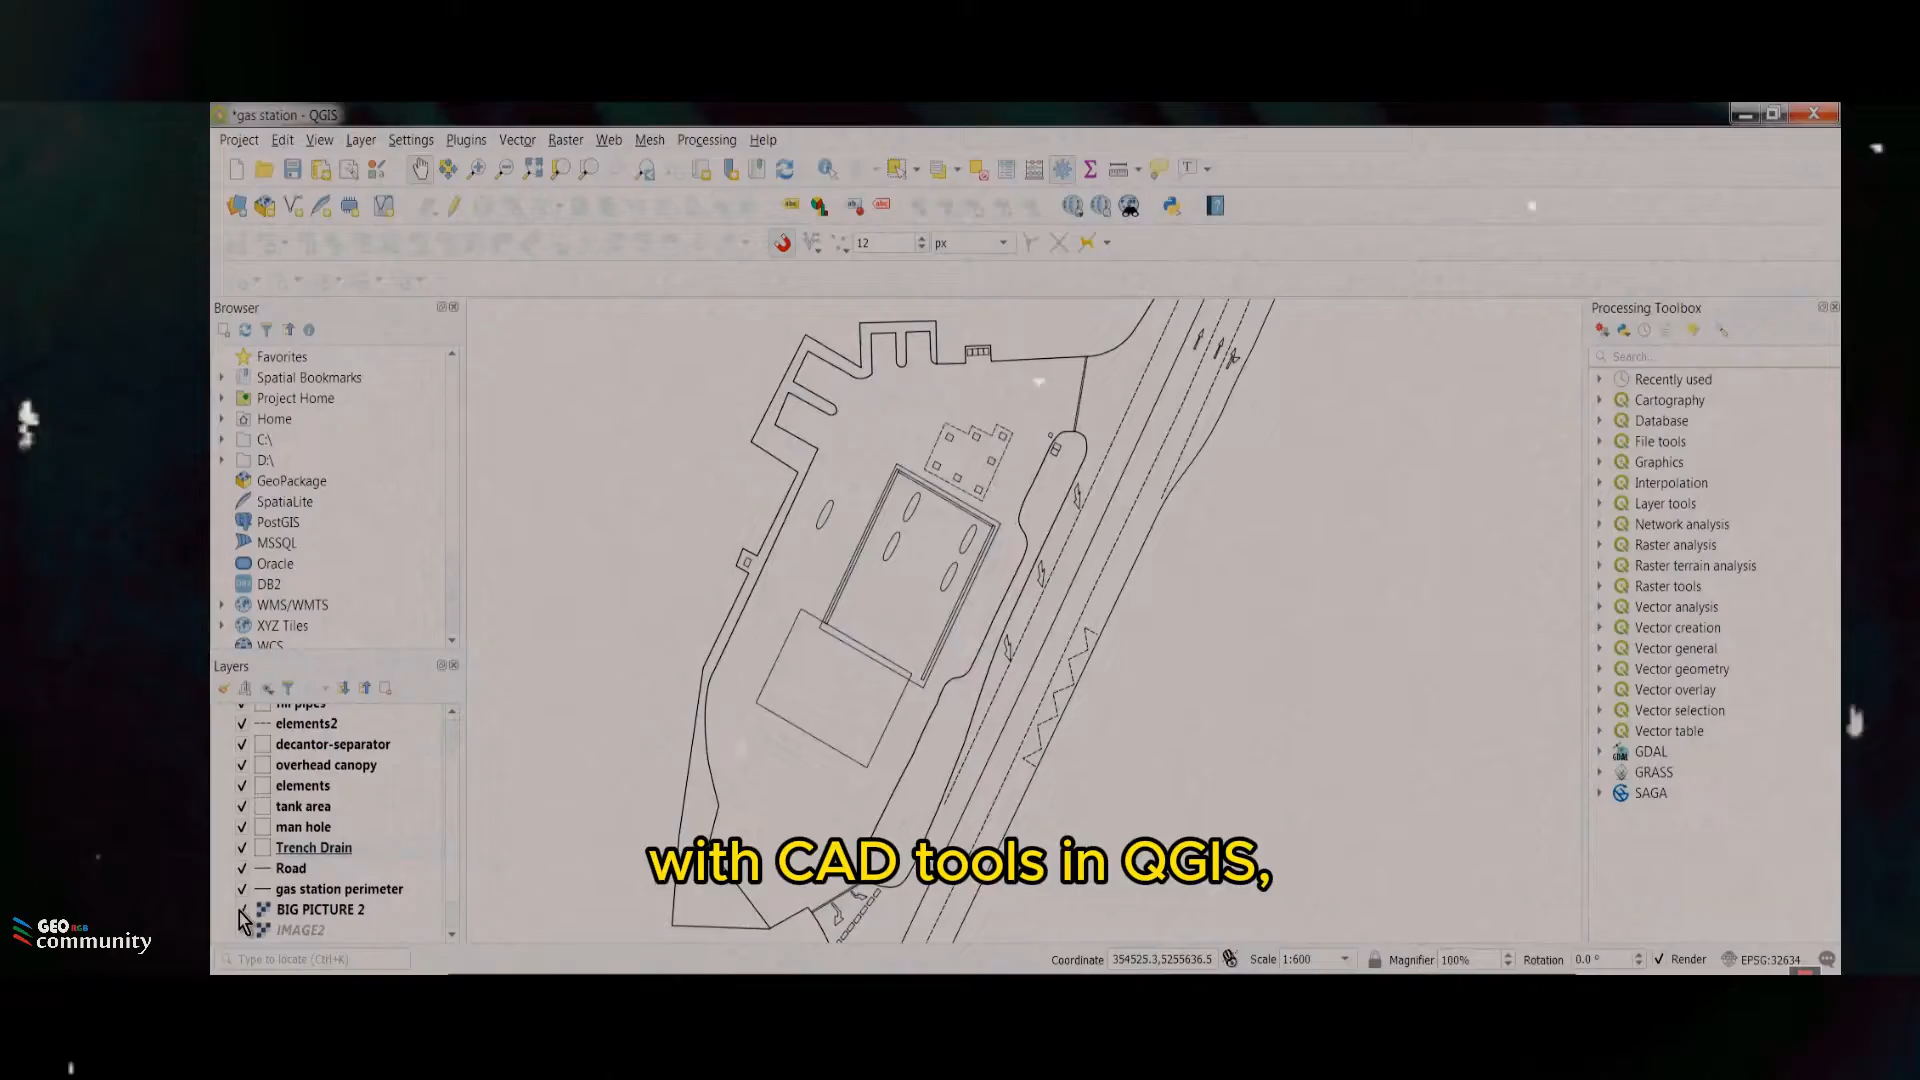 *gas station - QGIS
Project Edit View Layer Settings Plugins Vector Raster Web Mesh Processing Help
12 px
Browser
Favorites
Spatial Bookmarks
Project Home
Home
C:\
D:\
GeoPackage
SpatiaLite
PostGIS
MSSQL
Oracle
DB2
WMS/WMTS
XYZ Tiles
WCS
Layers
fill pipes
elements2
decantor-separator
overhead canopy
elements
tank area
man hole
Trench Drain
Road
gas station perimeter
BIG PICTURE 2
IMAGE2
Type to locate (Ctrl+K)
Processing Toolbox
Search...
Recently used
Cartography
Database
File tools
Graphics
Interpolation
Layer tools
Network analysis
Raster analysis
Raster terrain analysis
Raster tools
Vector analysis
Vector creation
Vector general
Vector geometry
Vector overlay
Vector selection
Vector table
GDAL
GRASS
SAGA
with CAD tools in QGIS,
GEO RGB
community
Coordinate 354525.3,5255636.5 Scale 1:600 Magnifier 100% Rotation 0.0 ° Render EPSG:32634